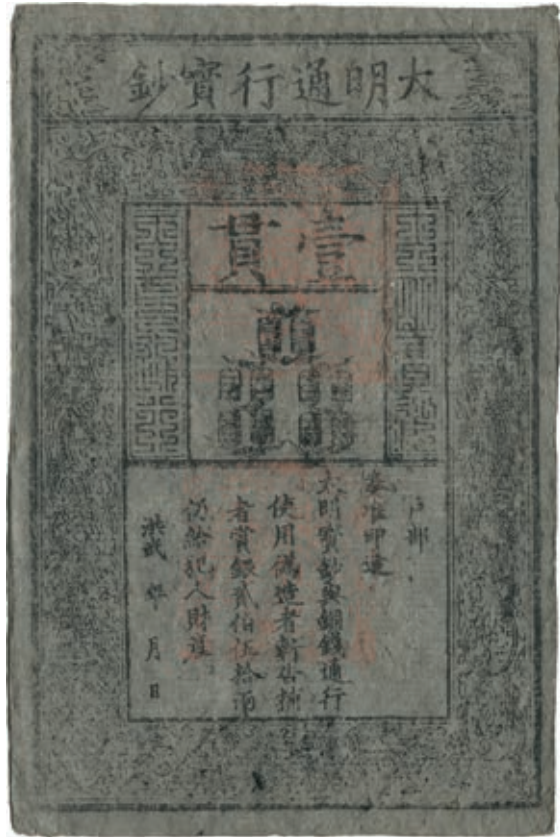 大明通行寶鈔
壹貫
户部
奏准印造
大明寶鈔與銅錢通行
使用偽造者斬告捕
者賞銀貳伯伍拾兩
仍給犯人財產
洪武 年 月 日